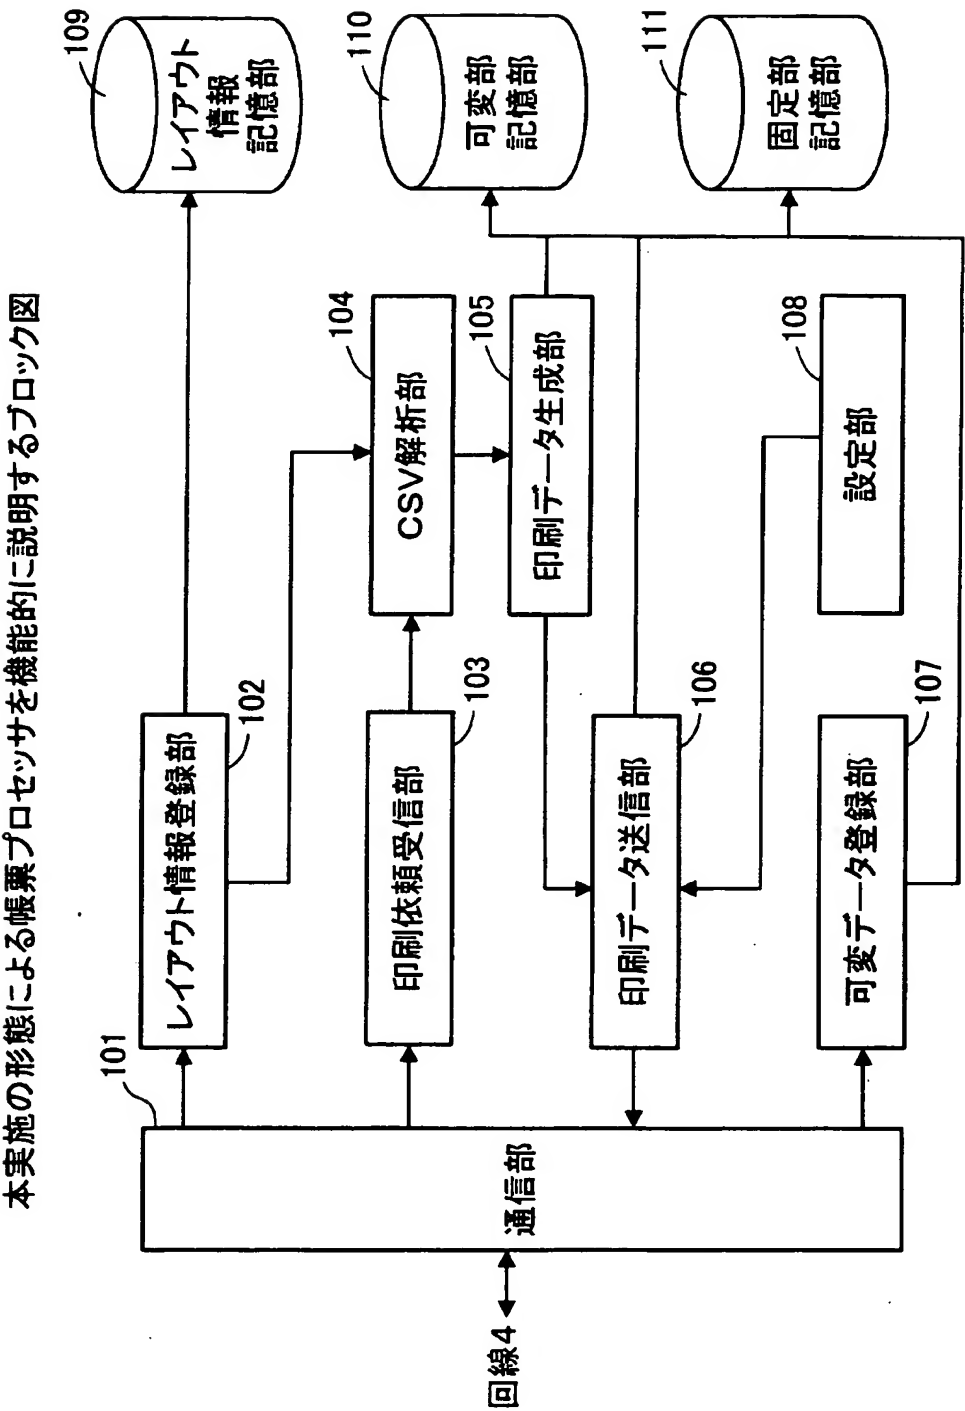 本実施の形態による帳票プロセッサを機能的に説明するブロック図
回線4
通信部
101
レイアウト情報登録部
102
印刷依頼受信部
103
CSV解析部
104
印刷データ生成部
105
印刷データ送信部
106
可変データ登録部
107
設定部
108
レイアウト
情報
記憶部
109
可変部
記憶部
110
固定部
記憶部
111